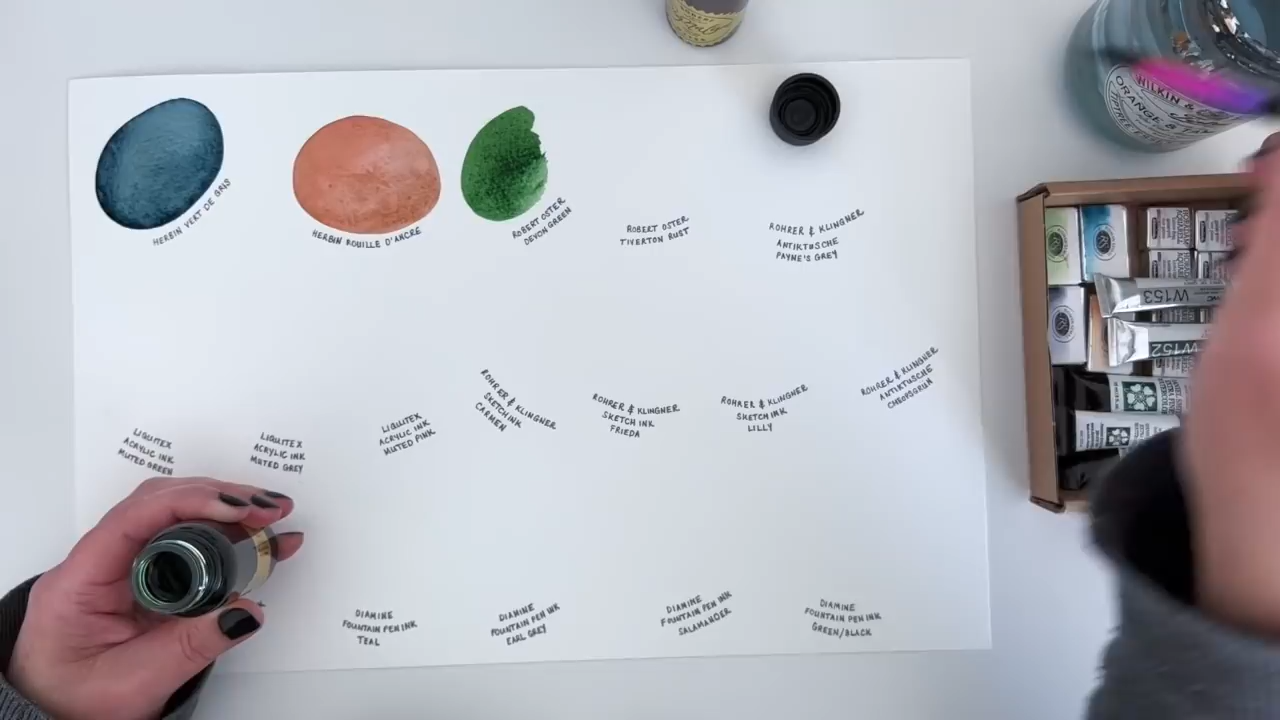 HERBIN VERT DE GRIS
HERBIN ROUILLE D'ANCRE
ROBERT OSTER
DEVON GREEN
ROBERT OSTER
TIVERTON RUST
ROHRER & KLINGNER
ANTIKTUSCHE
PAYNE'S GREY
WILKIN &
ORANGE &
W153
W152
LIQUITEX
ACRYLIC INK
MUTED GREEN
LIQUITEX
ACRYLIC INK
MUTED GREY
LIQUITEX
ACRYLIC INK
MUTED PINK
ROHRER & KLINGNER
SKETCH INK
CARMEN
ROHRER & KLINGNER
SKETCH INK
FRIEDA
ROHRER & KLINGNER
SKETCH INK
LILLY
ROHRER & KLINGNER
ANTIKTUSCHE
CHROMGRUN
DIAMINE
FOUNTAIN PEN INK
TEAL
DIAMINE
FOUNTAIN PEN INK
EARL GREY
DIAMINE
FOUNTAIN PEN INK
SALAMANDER
DIAMINE
FOUNTAIN PEN INK
GREEN/BLACK